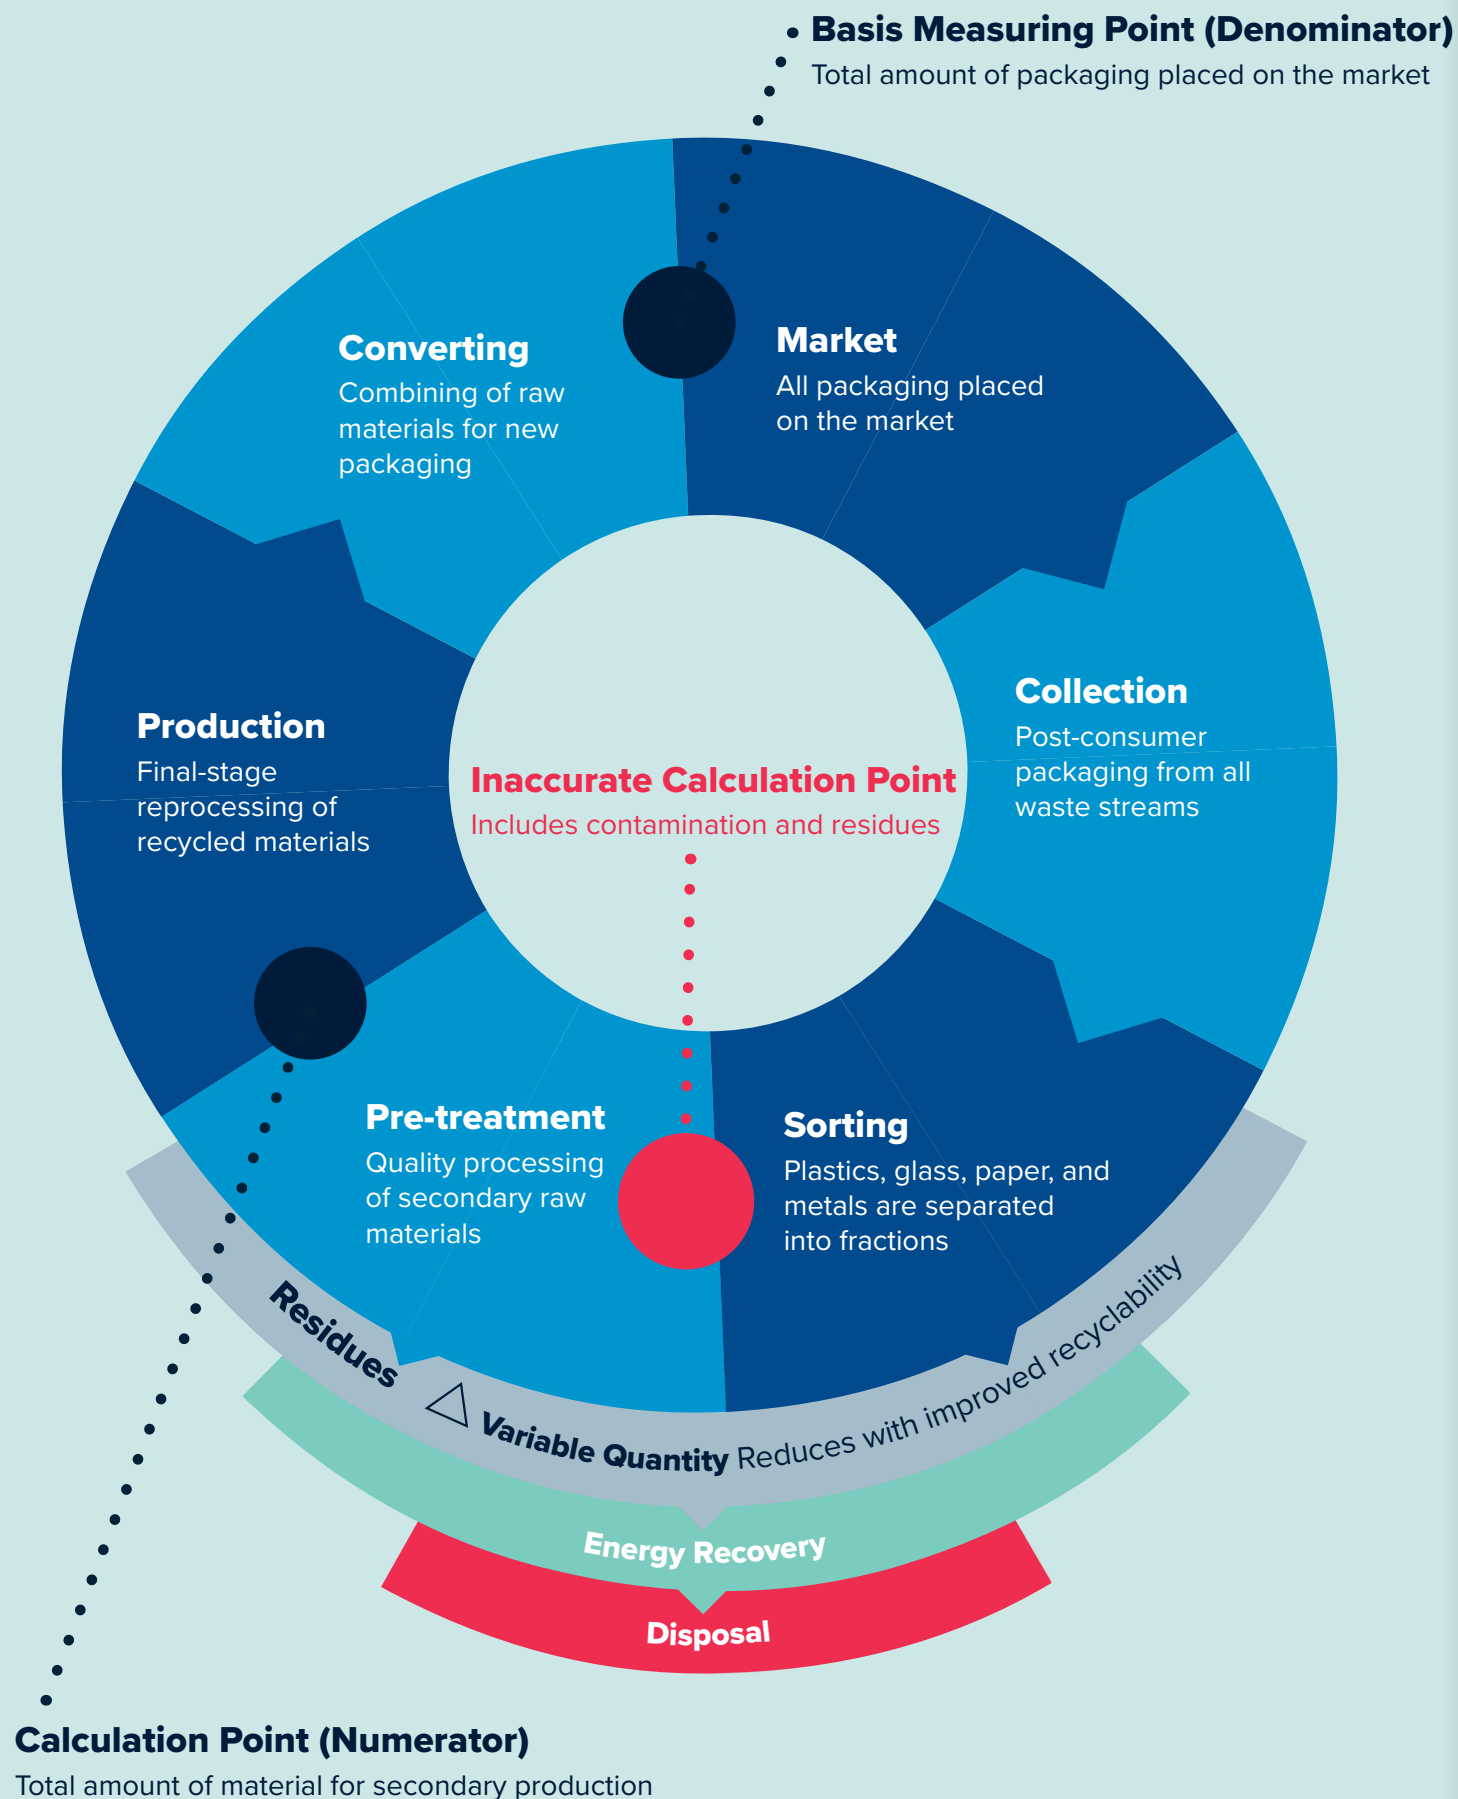 Basis Measuring Point (Denominator)
Total amount of packaging placed on the market
Converting
Combining of raw
materials for new
packaging
Market
All packaging placed
on the market
Collection
Post-consumer
packaging from all
waste streams
Production
Final-stage
reprocessing of
recycled materials
Inaccurate Calculation Point
Includes contamination and residues
Pre-treatment
Quality processing
of secondary raw
materials
Sorting
Plastics, glass, paper, and
metals are separated
into fractions
Residues
Variable Quantity Reduces with improved recyclability
Energy Recovery
Disposal
Calculation Point (Numerator)
Total amount of material for secondary production